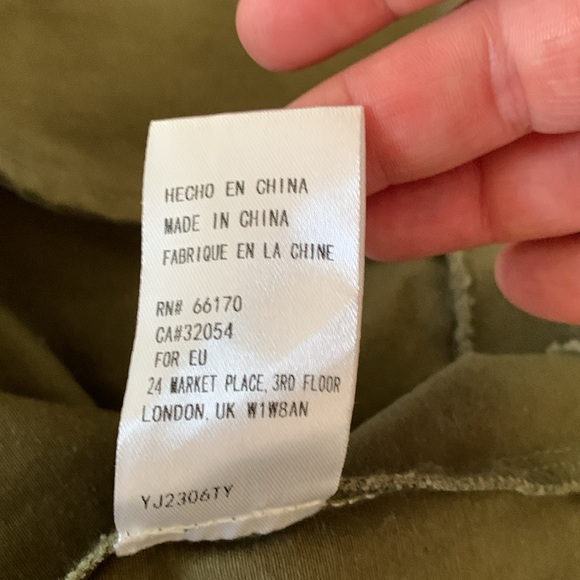 HECHO EN CHINA
MADE IN CHINA
FABRIQUE EN LA CHINE
RN# 66170
CA#32054
FOR EU
24 MARKET PLACE, 3RD FLOOR
LONDON, UK W1W8AN
YJ2306TY